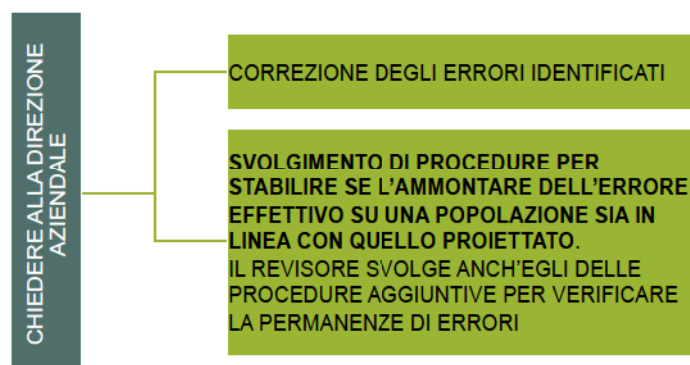 CHIEDERE ALLA DIREZIONE
AZIENDALE
CORREZIONE DEGLI ERRORI IDENTIFICATI
SVOLGIMENTO DI PROCEDURE PER
STABILIRE SE L’AMMONTARE DELL’ERRORE
EFFETTIVO SU UNA POPOLAZIONE SIA IN
LINEA CON QUELLO PROIETTATO.
IL REVISORE SVOLGE ANCH’EGLI DELLE
PROCEDURE AGGIUNTIVE PER VERIFICARE
LA PERMANENZE DI ERRORI